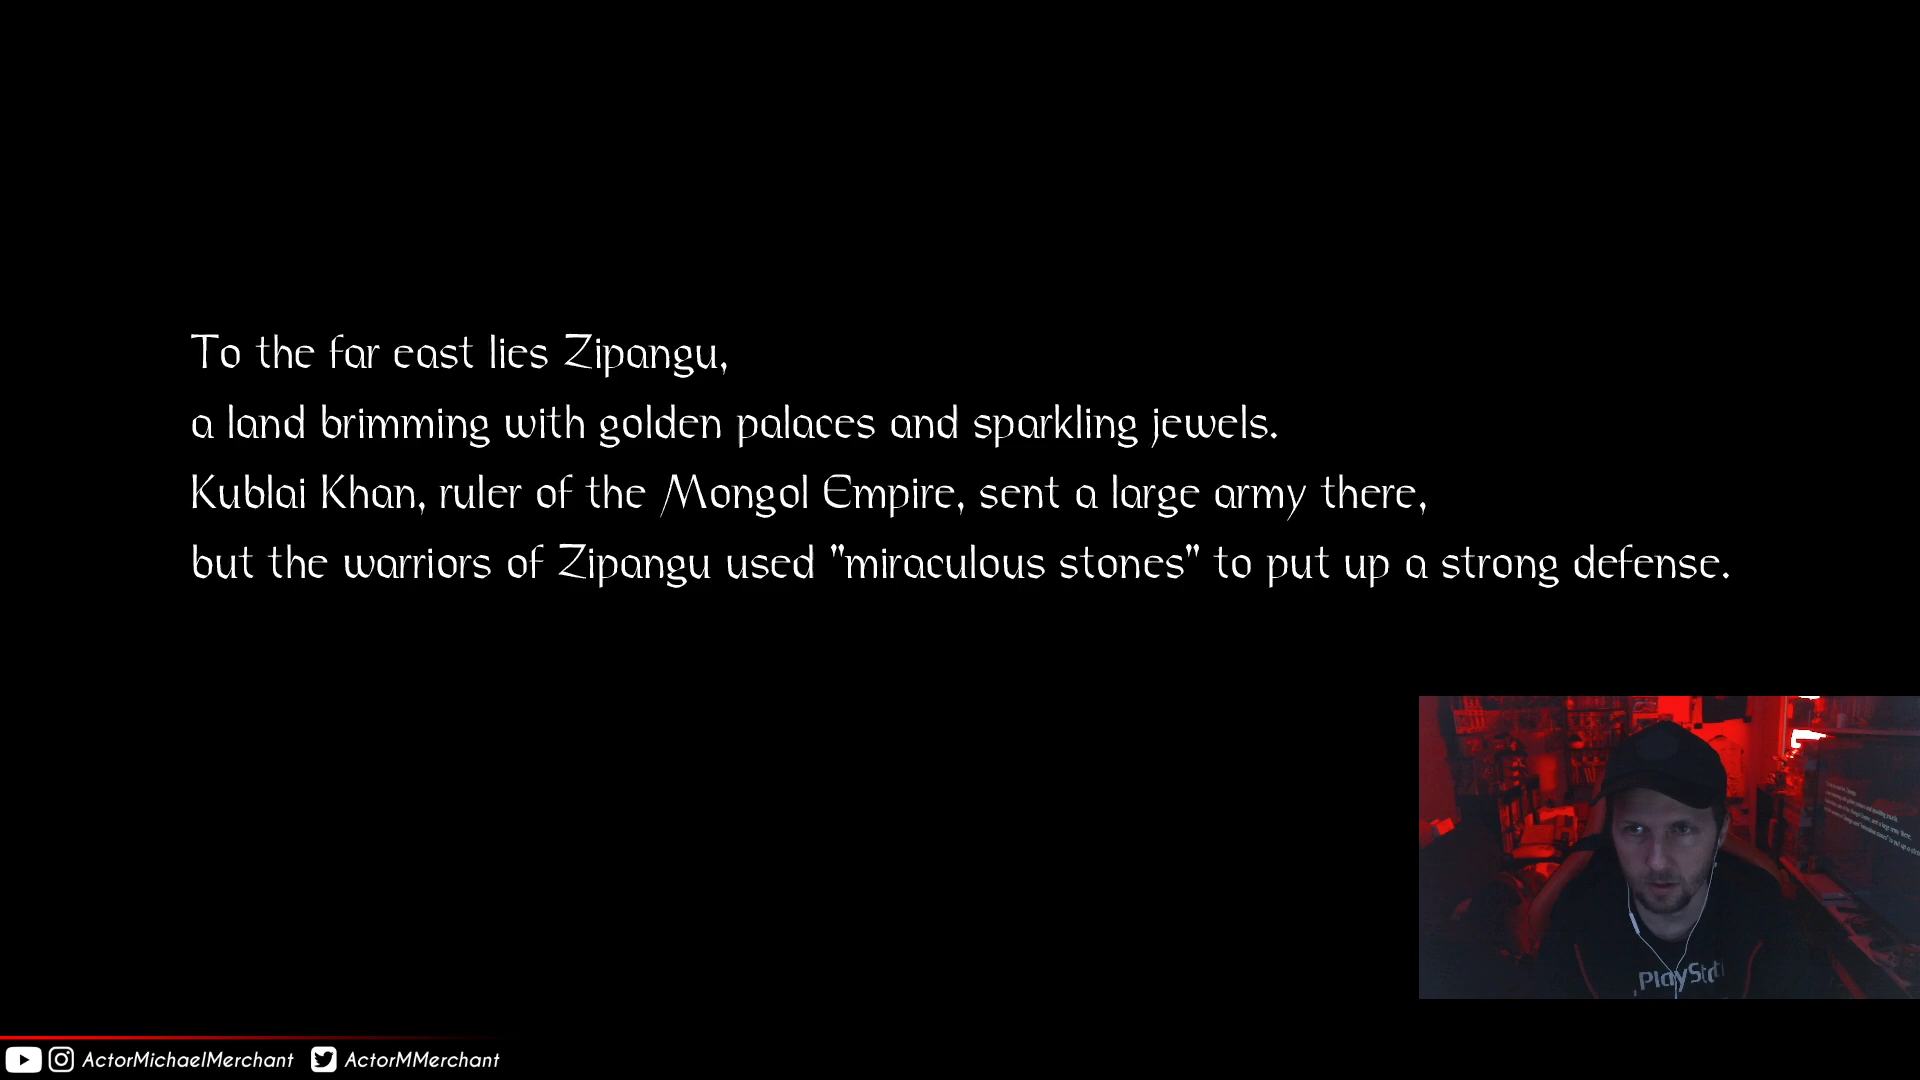 To the far east lies Zipangu,
a land brimming with golden palaces and sparkling jewels.
Kublai Khan, ruler of the Mongol Empire, sent a large army there,
but the warriors of Zipangu used "miraculous stones" to put up a strong defense.
PlayStati
ActorMichaelMerchant ActorMMerchant